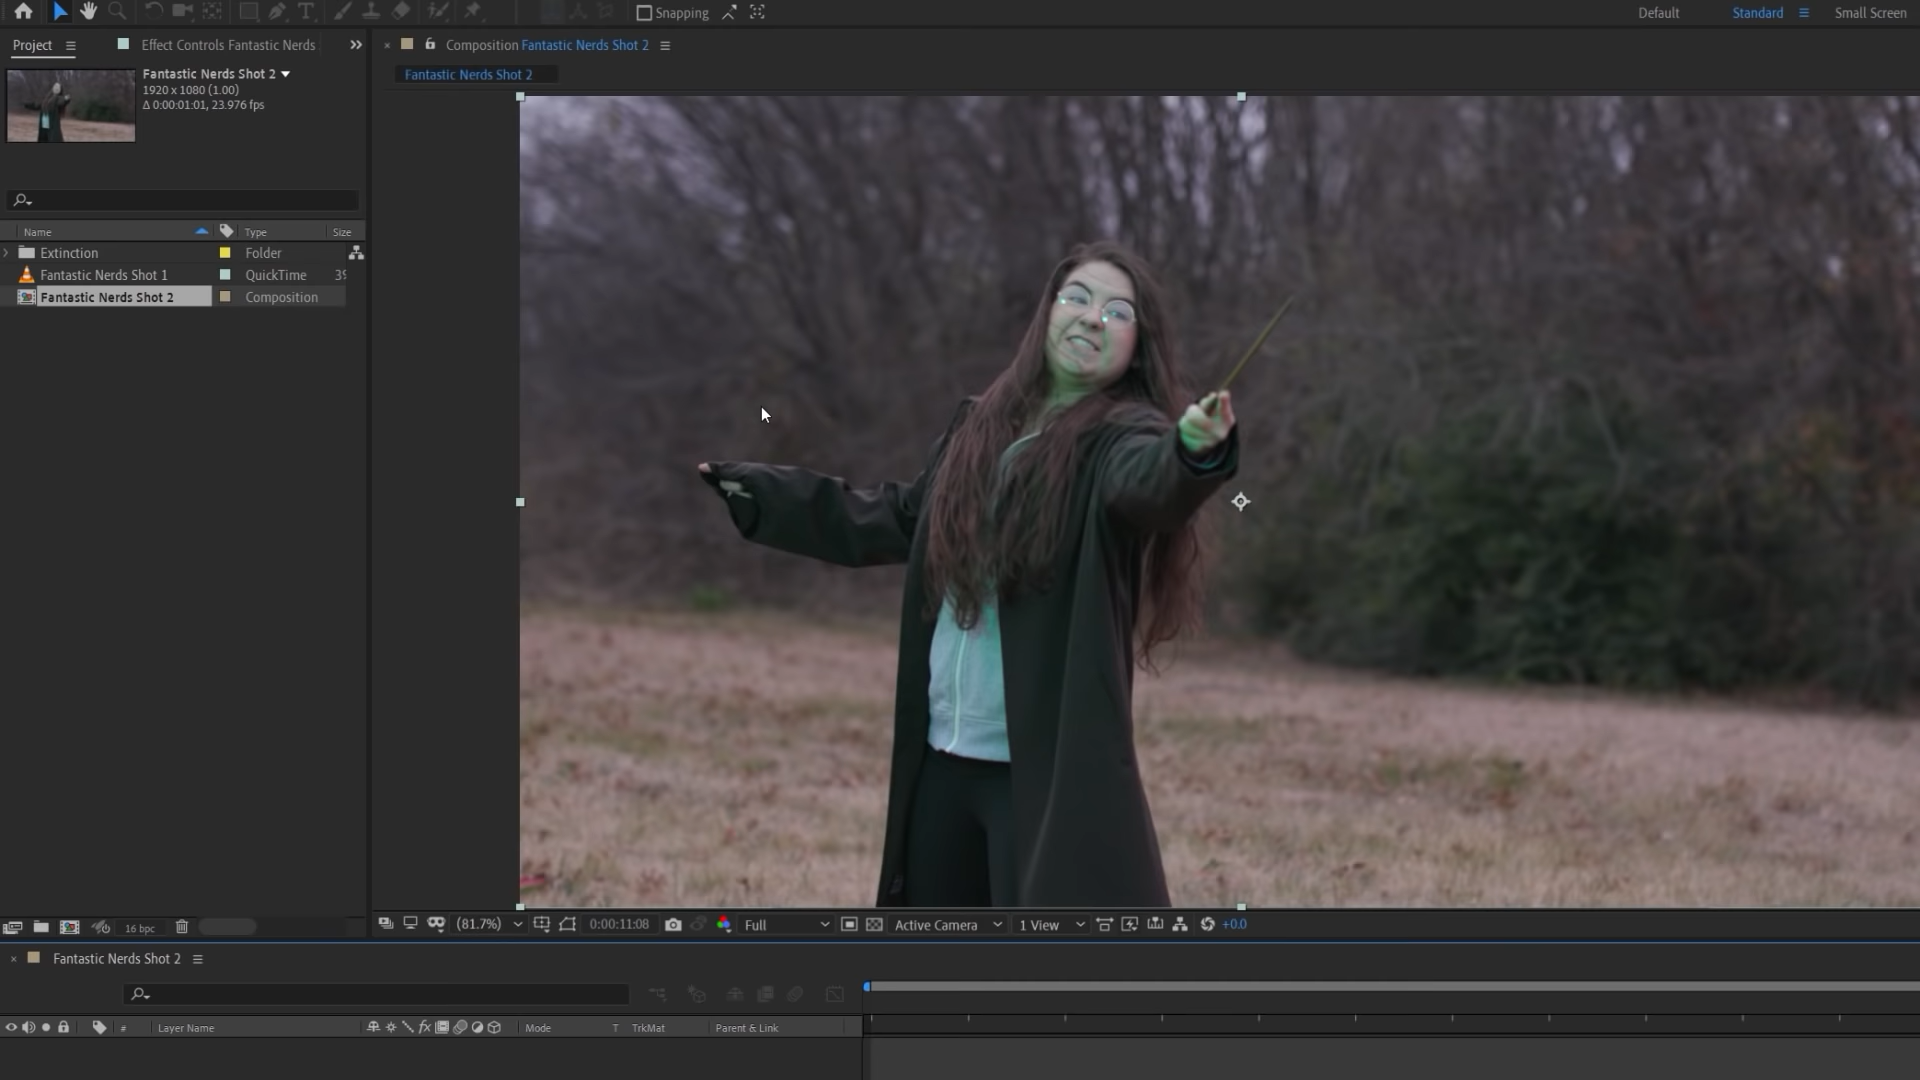 Snapping
Default
Standard
Small Screen
Project
Effect Controls Fantastic Nerds
Composition Fantastic Nerds Shot 2
Fantastic Nerds Shot 2
Fantastic Nerds Shot 2
1920 x 1080 (1.00)
Δ 0:00:01:01, 23.976 fps
Name
Type
Size
Extinction
Folder
Fantastic Nerds Shot 1
QuickTime
Fantastic Nerds Shot 2
Composition
16 bpc
(81.7%)
0:00:11:08
Full
Active Camera
1 View
+0.0
Fantastic Nerds Shot 2
#
Layer Name
Mode
T
TrkMat
Parent & Link